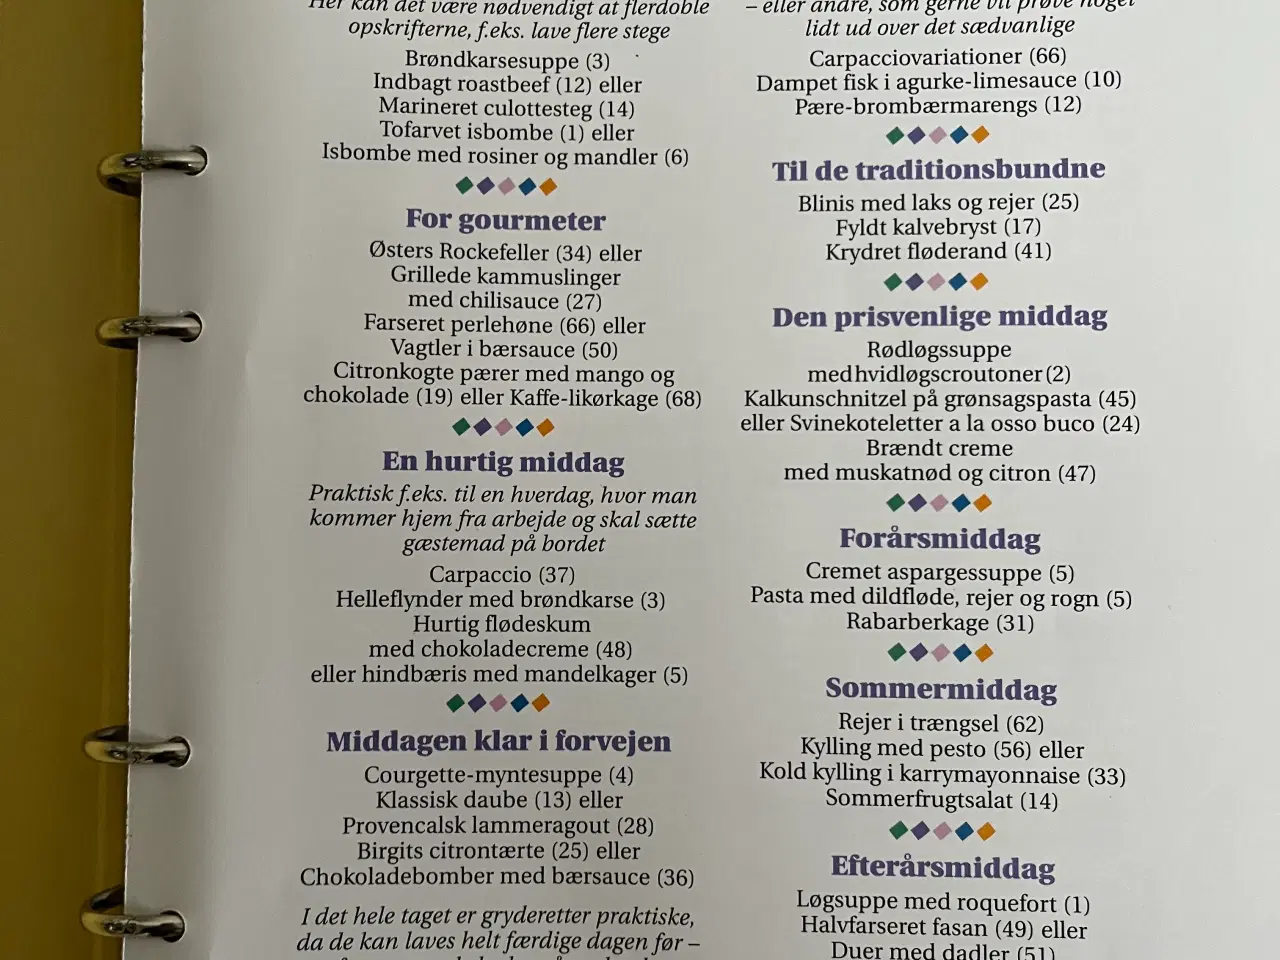 Her kan det være nødvendigt at flerdoble
opskrifterne, f.eks. lave flere stege
Brøndkarsesuppe (3)
Indbagt roastbeef (12) eller
Marineret culottesteg (14)
Tofarvet isbombe (1) eller
Isbombe med rosiner og mandler (6)
For gourmeter
Østers Rockefeller (34) eller
Grillede kammuslinger
med chilisauce (27)
Farseret perlehøne (66) eller
Vagtler i bærsauce (50)
Citronkogte pærer med mango og
chokolade (19) eller Kaffe-likørkage (68)
En hurtig middag
Praktisk f.eks. til en hverdag, hvor man
kommer hjem fra arbejde og skal sætte
gæstemad på bordet
Carpaccio (37)
Helleflynder med brøndkarse (3)
Hurtig flødeskum
med chokoladecreme (48)
eller hindbæris med mandelkager (5)
Middagen klar i forvejen
Courgette-myntesuppe (4)
Klassisk daube (13) eller
Provencalsk lammeragout (28)
Birgits citrontærte (25) eller
Chokoladebomber med bærsauce (36)
I det hele taget er gryderetter praktiske,
da de kan laves helt færdige dagen før –
– eller andre, som gerne vil prøve noget
lidt ud over det sædvanlige
Carpacciovariationer (66)
Dampet fisk i agurke-limesauce (10)
Pære-brombærmarengs (12)
Til de traditionsbundne
Blinis med laks og rejer (25)
Fyldt kalvebryst (17)
Krydret fløderand (41)
Den prisvenlige middag
Rødløgssuppe
med hvidløgscroutoner (2)
Kalkunschnitzel på grønsagspasta (45)
eller Svinekoteletter a la osso buco (24)
Brændt creme
med muskatnød og citron (47)
Forårsmiddag
Cremet aspargessuppe (5)
Pasta med dildfløde, rejer og rogn (5)
Rabarberkage (31)
Sommermiddag
Rejer i trængsel (62)
Kylling med pesto (56) eller
Kold kylling i karrymayonnaise (33)
Sommerfrugtsalat (14)
Efterårsmiddag
Løgsuppe med roquefort (1)
Halvfarseret fasan (49) eller
Duer med dadler (51)